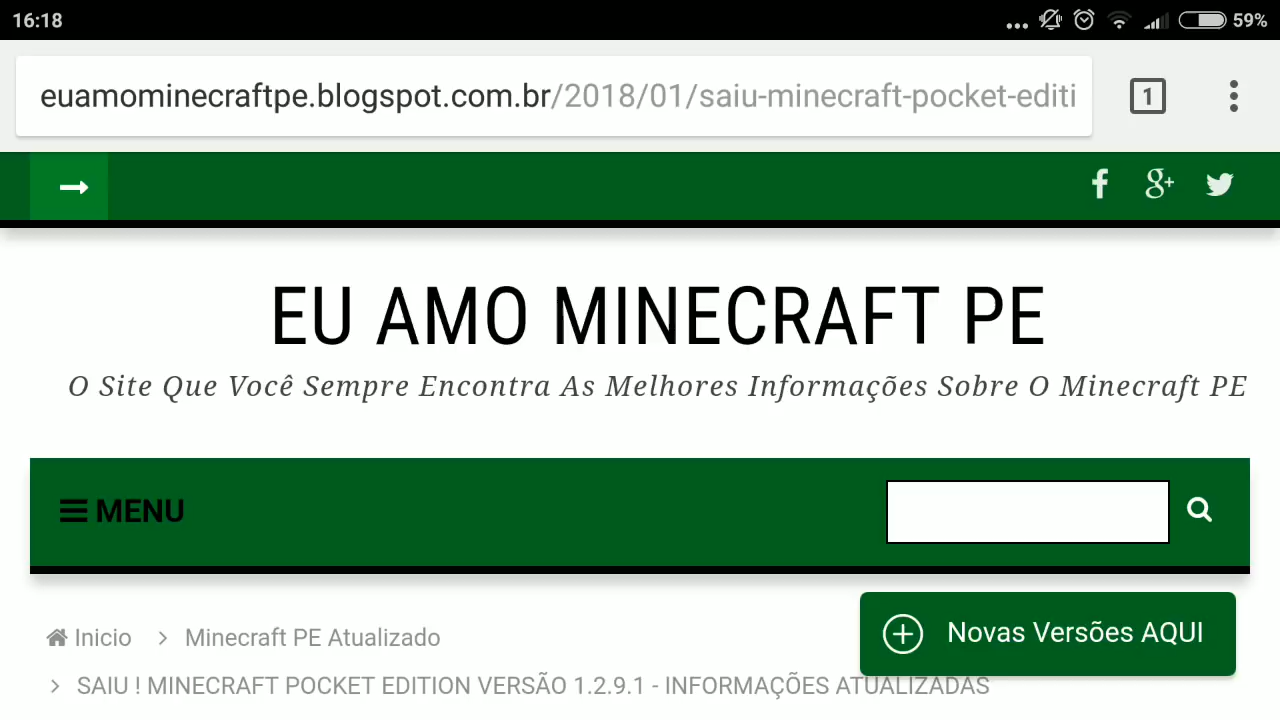 16:18 59%
euamominecraftpe.blogspot.com.br/2018/01/saiu-minecraft-pocket-editi 1
EU AMO MINECRAFT PE
O Site Que Você Sempre Encontra As Melhores Informações Sobre O Minecraft PE
MENU
Novas Versões AQUI
Inicio > Minecraft PE Atualizado
> SAIU ! MINECRAFT POCKET EDITION VERSÃO 1.2.9.1 - INFORMAÇÕES ATUALIZADAS